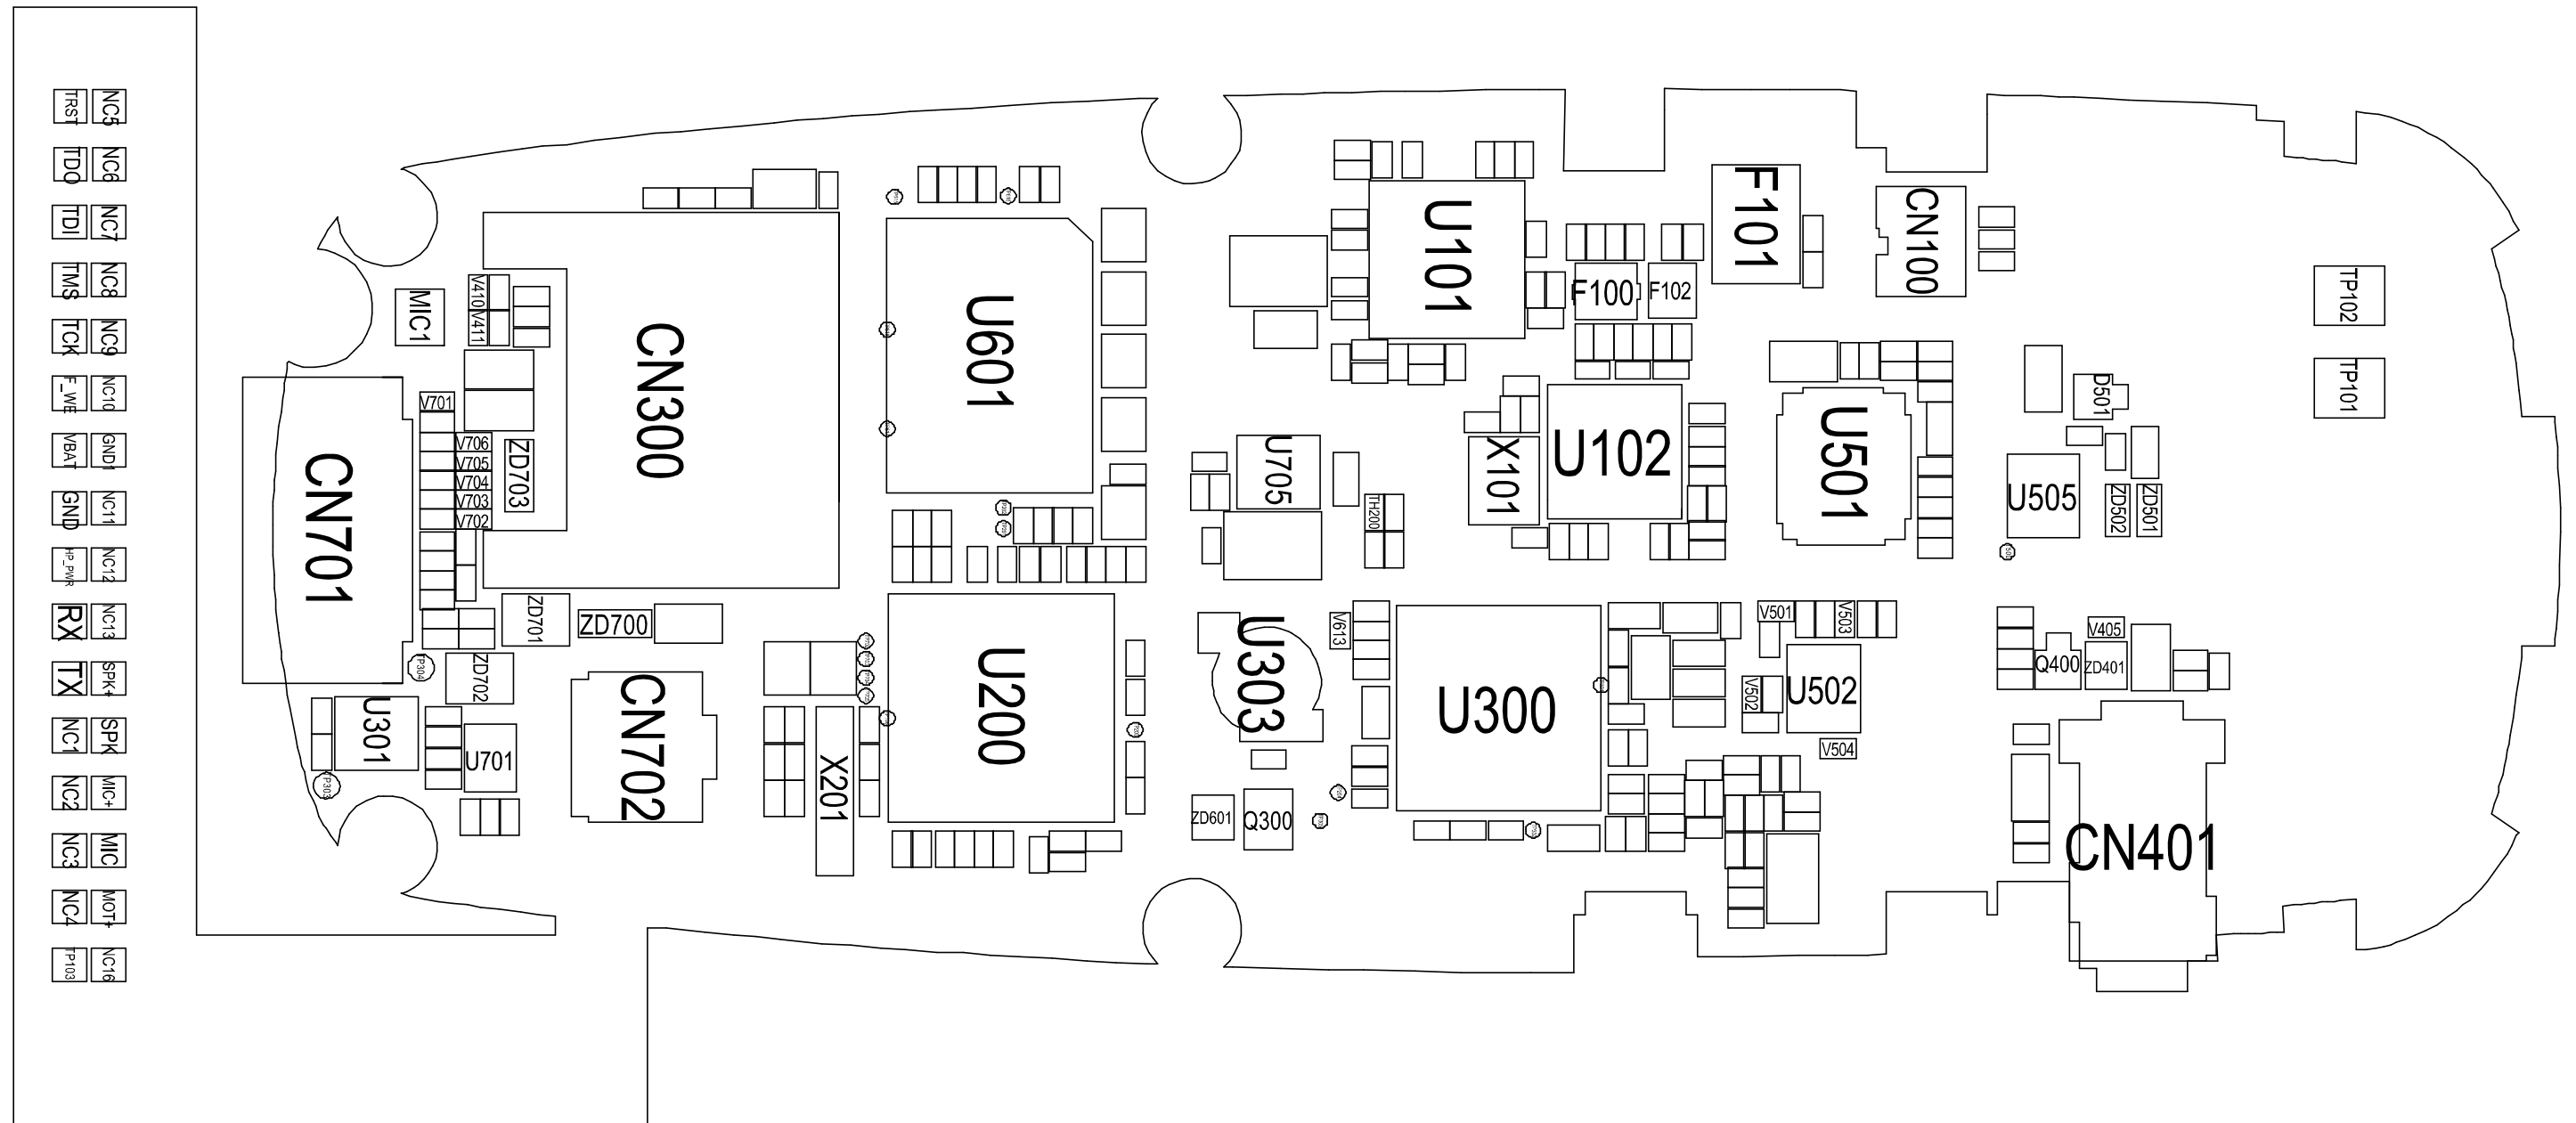 TRST NC5
TDO NC6
TDI NC7
TMS NC8
TCK NC9
F_WE NC10
VBAT GND1
GND NC11
HP_PWR NC12
RX NC13
TX SPK+
NC1 SPK
NC2 MIC+
NC3 MIC
NC4 MOT+
TP103 NC16
MIC1
V410
V411
CN300
U601
CN701
V701
V706
V705
V704
V703
V702
ZD703
ZD701
ZD700
ZD702
TP304
U301
TP303
U701
CN702
X201
U200
U101
F101
CN100
F100
F102
TP102
TP101
U705
TH200
X101
U102
U501
D501
U505
ZD502
ZD501
U303
V613
U300
ZD601
Q300
V501
V503
V502
U502
V504
V405
Q400
ZD401
CN401